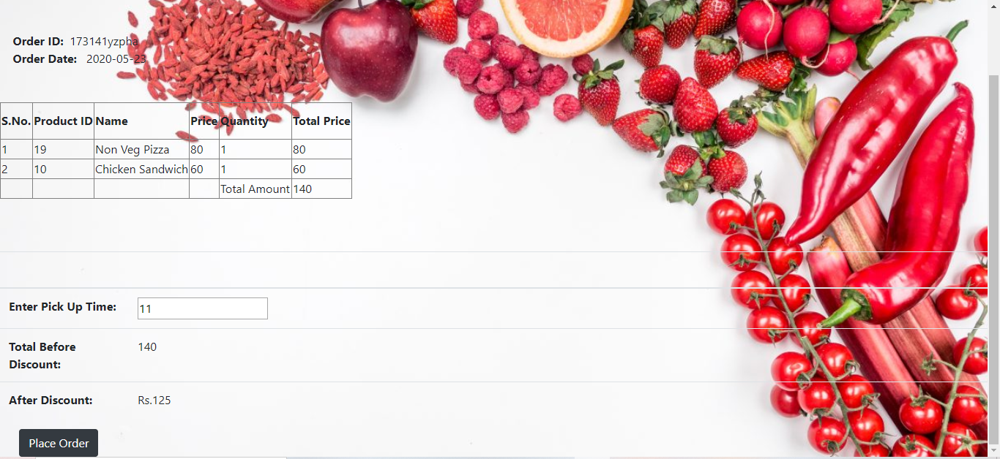 Order ID: 173141yzpha
Order Date: 2020-05-23
S.No. Product ID Name Price Quantity Total Price
1 19 Non Veg Pizza 80 1 80
2 10 Chicken Sandwich 60 1 60
Total Amount 140
Enter Pick Up Time: 11
Total Before 140
Discount:
After Discount: Rs.125
Place Order